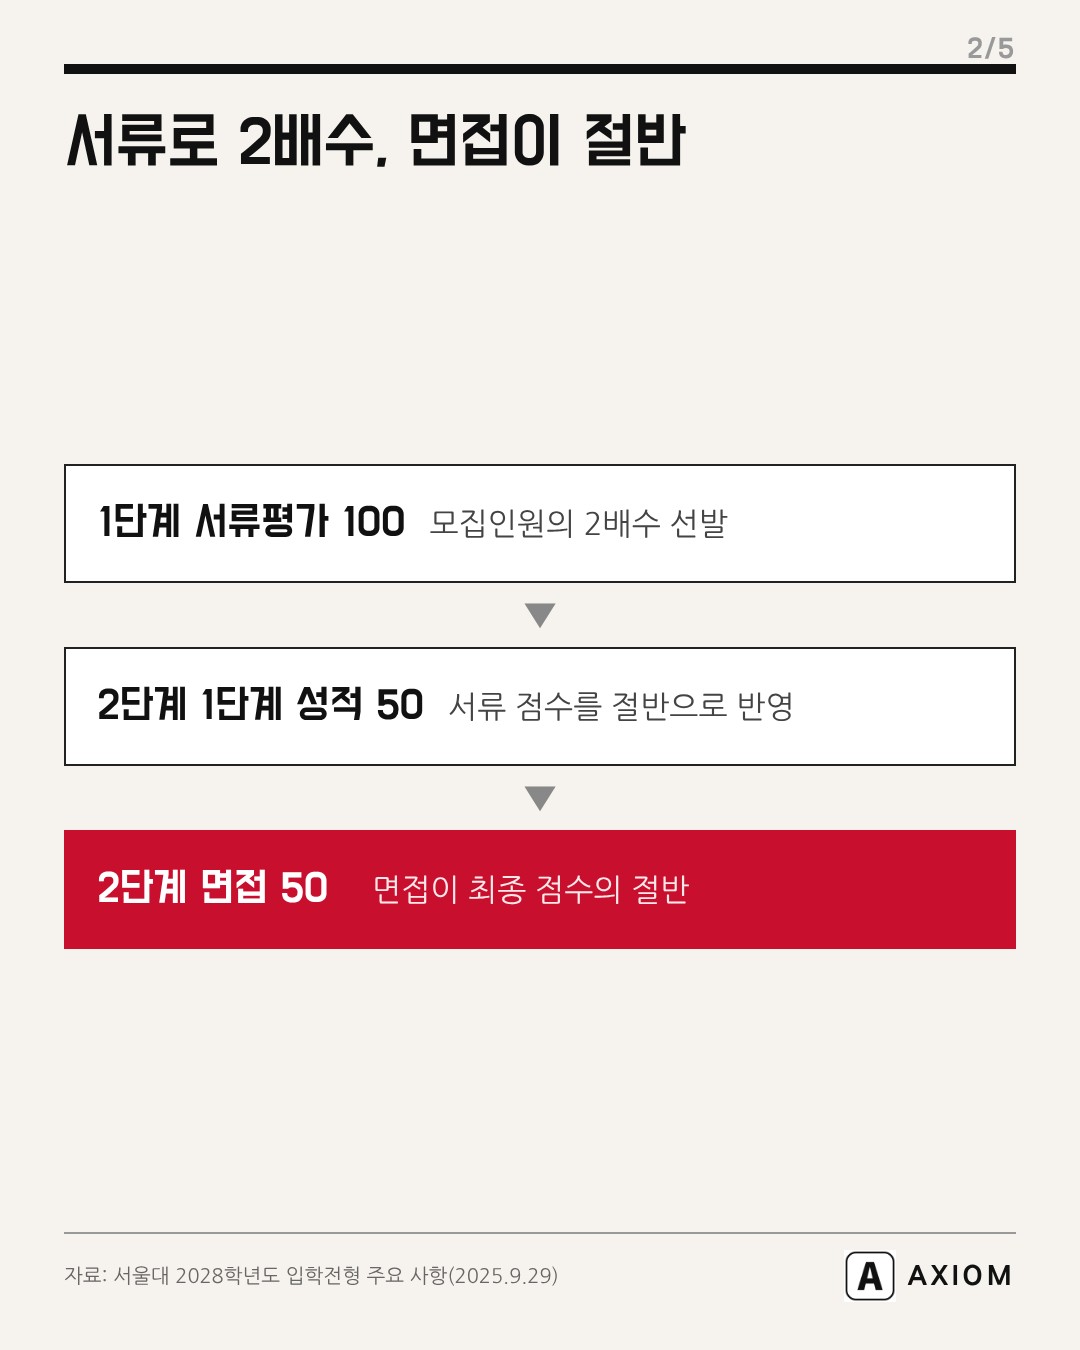 2/5
서류로 2배수, 면접이 절반
1단계 서류평가 100 모집인원의 2배수 선발
2단계 1단계 성적 50 서류 점수를 절반으로 반영
2단계 면접 50 면접이 최종 점수의 절반
자료: 서울대 2028학년도 입학전형 주요 사항(2025.9.29)
A AXIOM